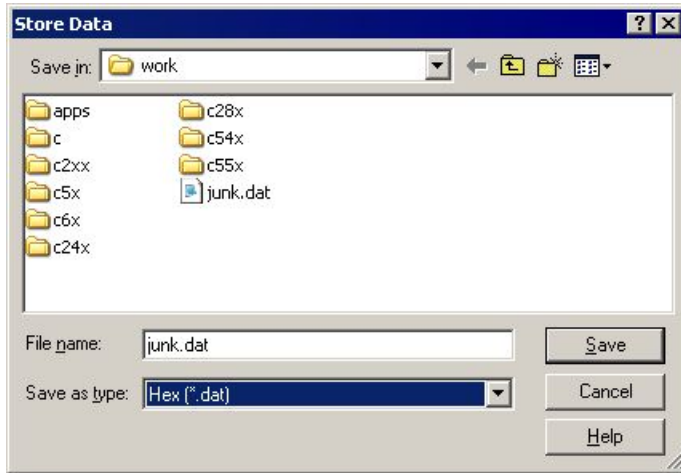 Store Data
Save in: work
apps
c
c2xx
c5x
c6x
c24x
c28x
c54x
c55x
junk.dat
File name: junk.dat
Save
Save as type: Hex (*.dat)
Cancel
Help